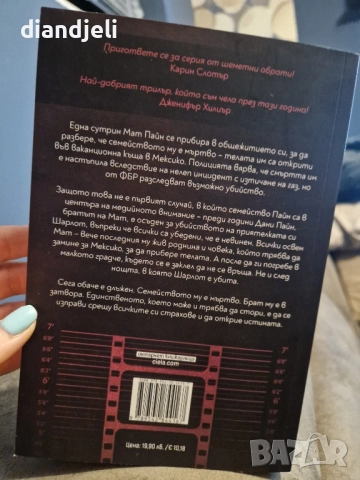 diandjeli
Пригответе се за серия от шеметни обрати!
Карин Слотър
Най-добрият трилър, който съм чела през тази година!
Дженифър Хилиър
Една сутрин Мат Пайн се прибира в общежитието си, за да
разбере, че семейството му е мъртво – телата им са открити
във ваканционна къща в Мексико. Полицията вярва, че смъртта им
е настъпила вследствие на нелеп инцидент с изтичане на газ, но
от ФБР разследват възможно убийство.
Защото това не е първият случай, в който семейство Пайн са в
центъра на медийното внимание – преди години Дани Пайн,
братът на Мат, е осъден за убийството на приятелката си
Шарлот, въпреки че всички са убедени, че е невинен. Всички освен
Мат – вече последния му жив роднина и човека, който трябва да
замине за Мексико, за да прибере телата. А после да ги погребе в
малкото градче, където се е заклел да не се връща. Не и след
нощта, в която Шарлот е убита.
Сега обаче е длъжен. Семейството му е мъртво. Брат му е в
затвора. Единственото, което може и трябва да стори, е да се
изправи срещу всичките си страхове и да открие истината.
7'
7'
6'
6'
ciela.com
Цена: 19,90 лв. / € 10,18
bazar